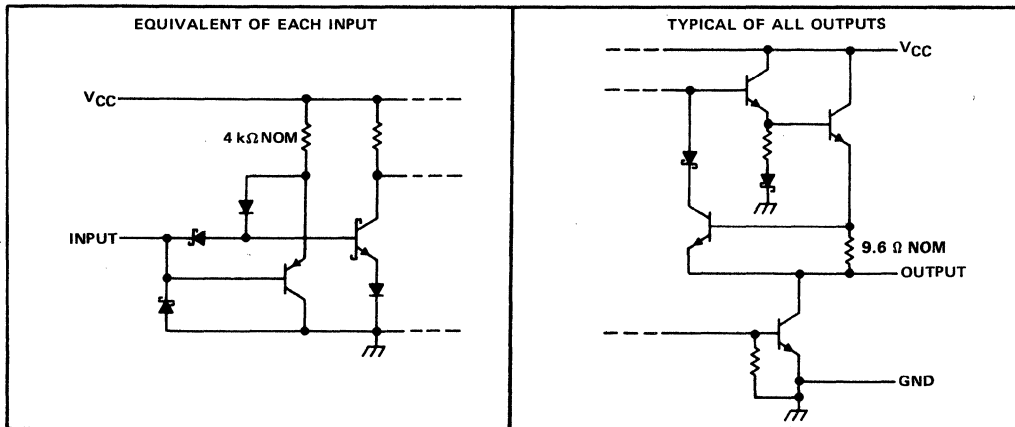 EQUIVALENT OF EACH INPUT
VCC
4 kΩ NOM
INPUT
TYPICAL OF ALL OUTPUTS
VCC
9.6 Ω NOM
OUTPUT
GND